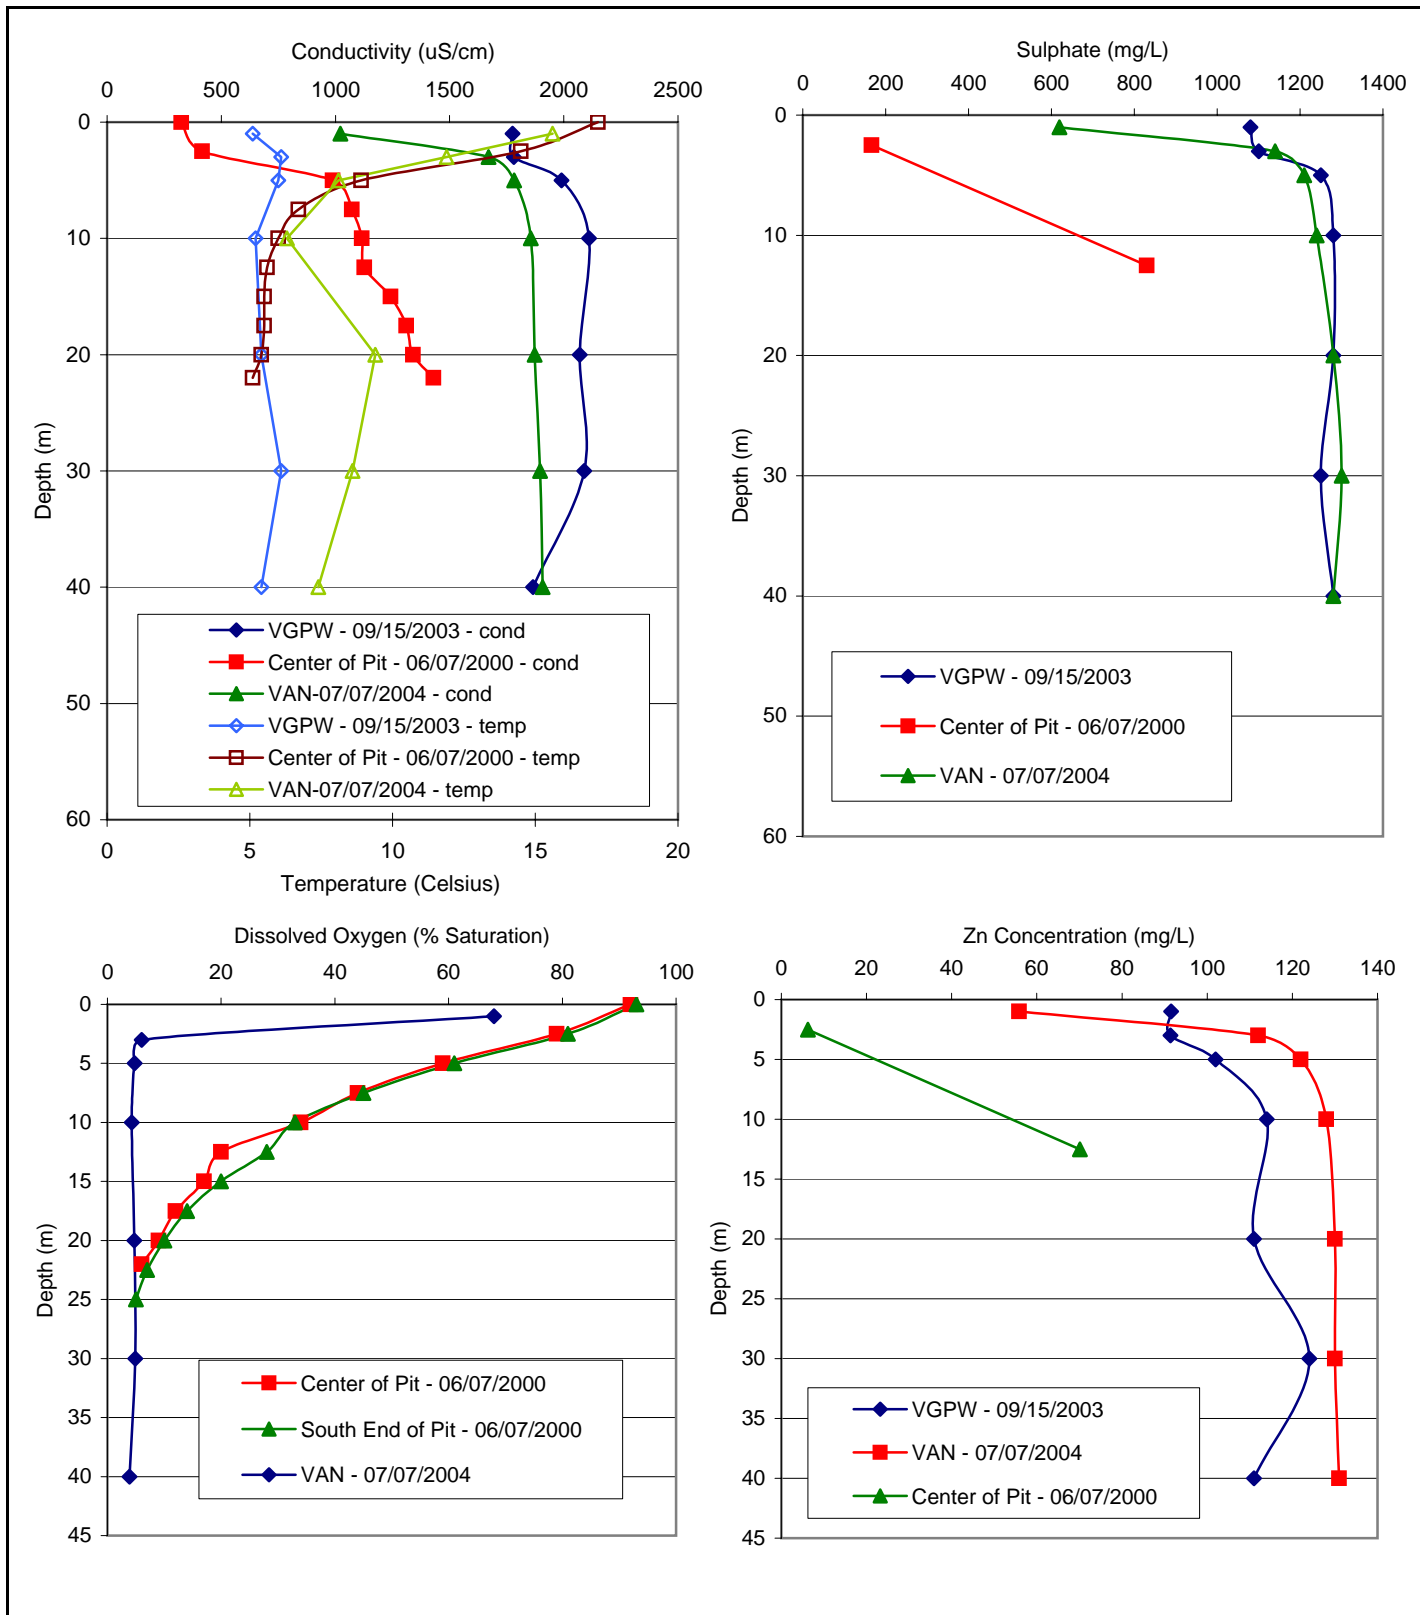 Conductivity (uS/cm)
0 500 1000 1500 2000 2500
0
10
20
30
40
50
60
Depth (m)
VGPW - 09/15/2003 - cond
Center of Pit - 06/07/2000 - cond
VAN-07/07/2004 - cond
VGPW - 09/15/2003 - temp
Center of Pit - 06/07/2000 - temp
VAN-07/07/2004 - temp
0 5 10 15 20
Temperature (Celsius)
Sulphate (mg/L)
0 200 400 600 800 1000 1200 1400
0
10
20
30
40
50
60
Depth (m)
VGPW - 09/15/2003
Center of Pit - 06/07/2000
VAN - 07/07/2004
Dissolved Oxygen (% Saturation)
0 20 40 60 80 100
0
5
10
15
20
25
30
35
40
45
Depth (m)
Center of Pit - 06/07/2000
South End of Pit - 06/07/2000
VAN - 07/07/2004
Zn Concentration (mg/L)
0 20 40 60 80 100 120 140
0
5
10
15
20
25
30
35
40
45
Depth (m)
VGPW - 09/15/2003
VAN - 07/07/2004
Center of Pit - 06/07/2000